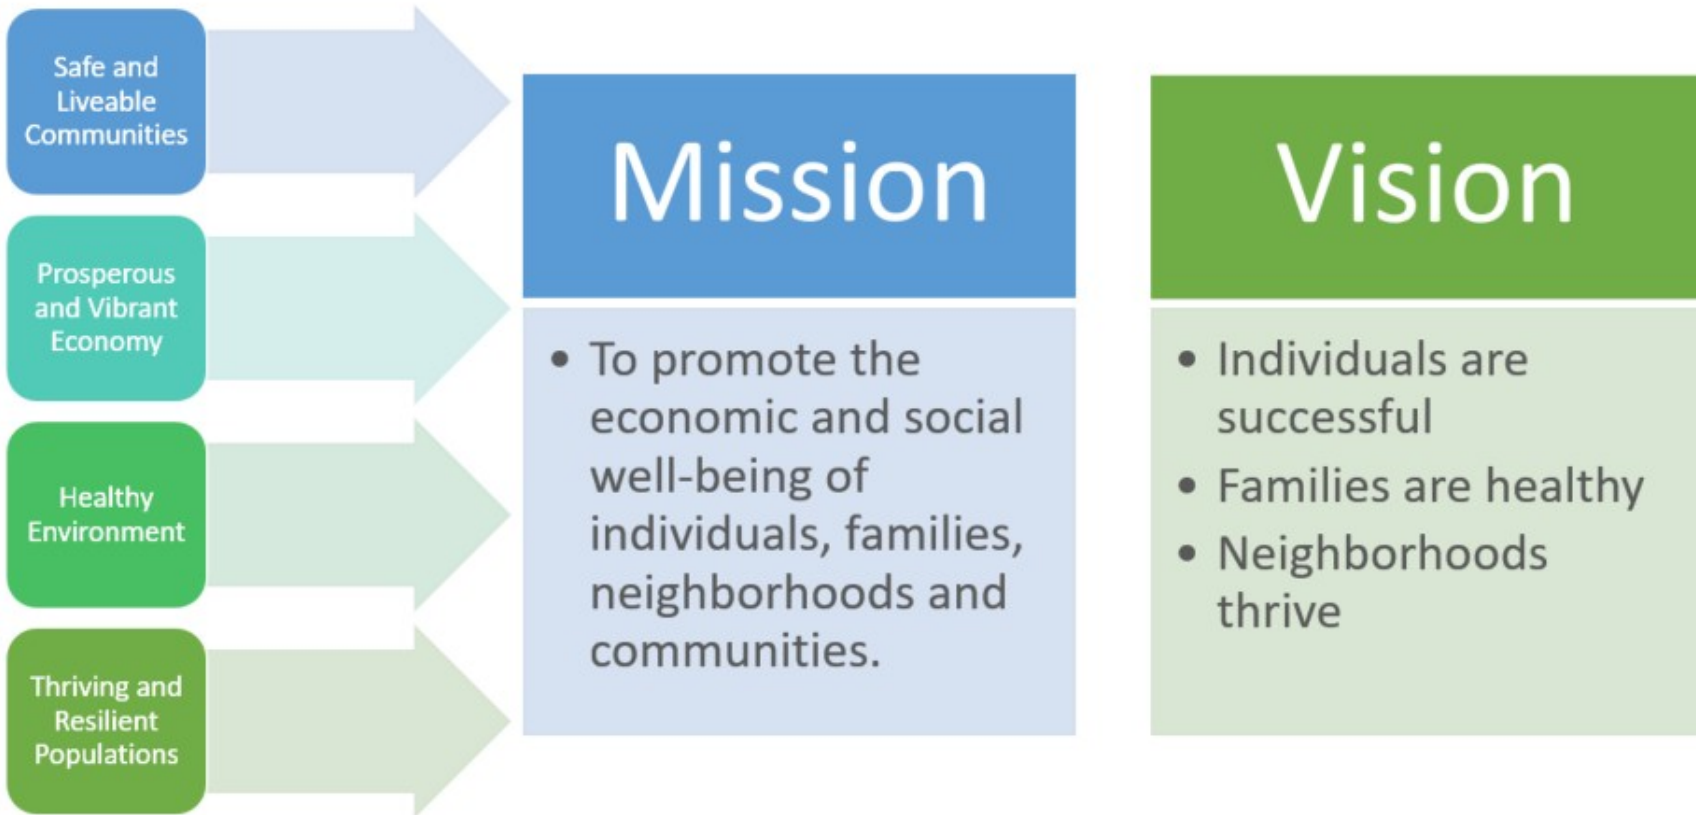 Safe and
Liveable
Communities
Prosperous
and Vibrant
Economy
Healthy
Environment
Thriving and
Resilient
Populations
Mission
• To promote the
economic and social
well-being of
individuals, families,
neighborhoods and
communities.
Vision
• Individuals are
successful
• Families are healthy
• Neighborhoods
thrive